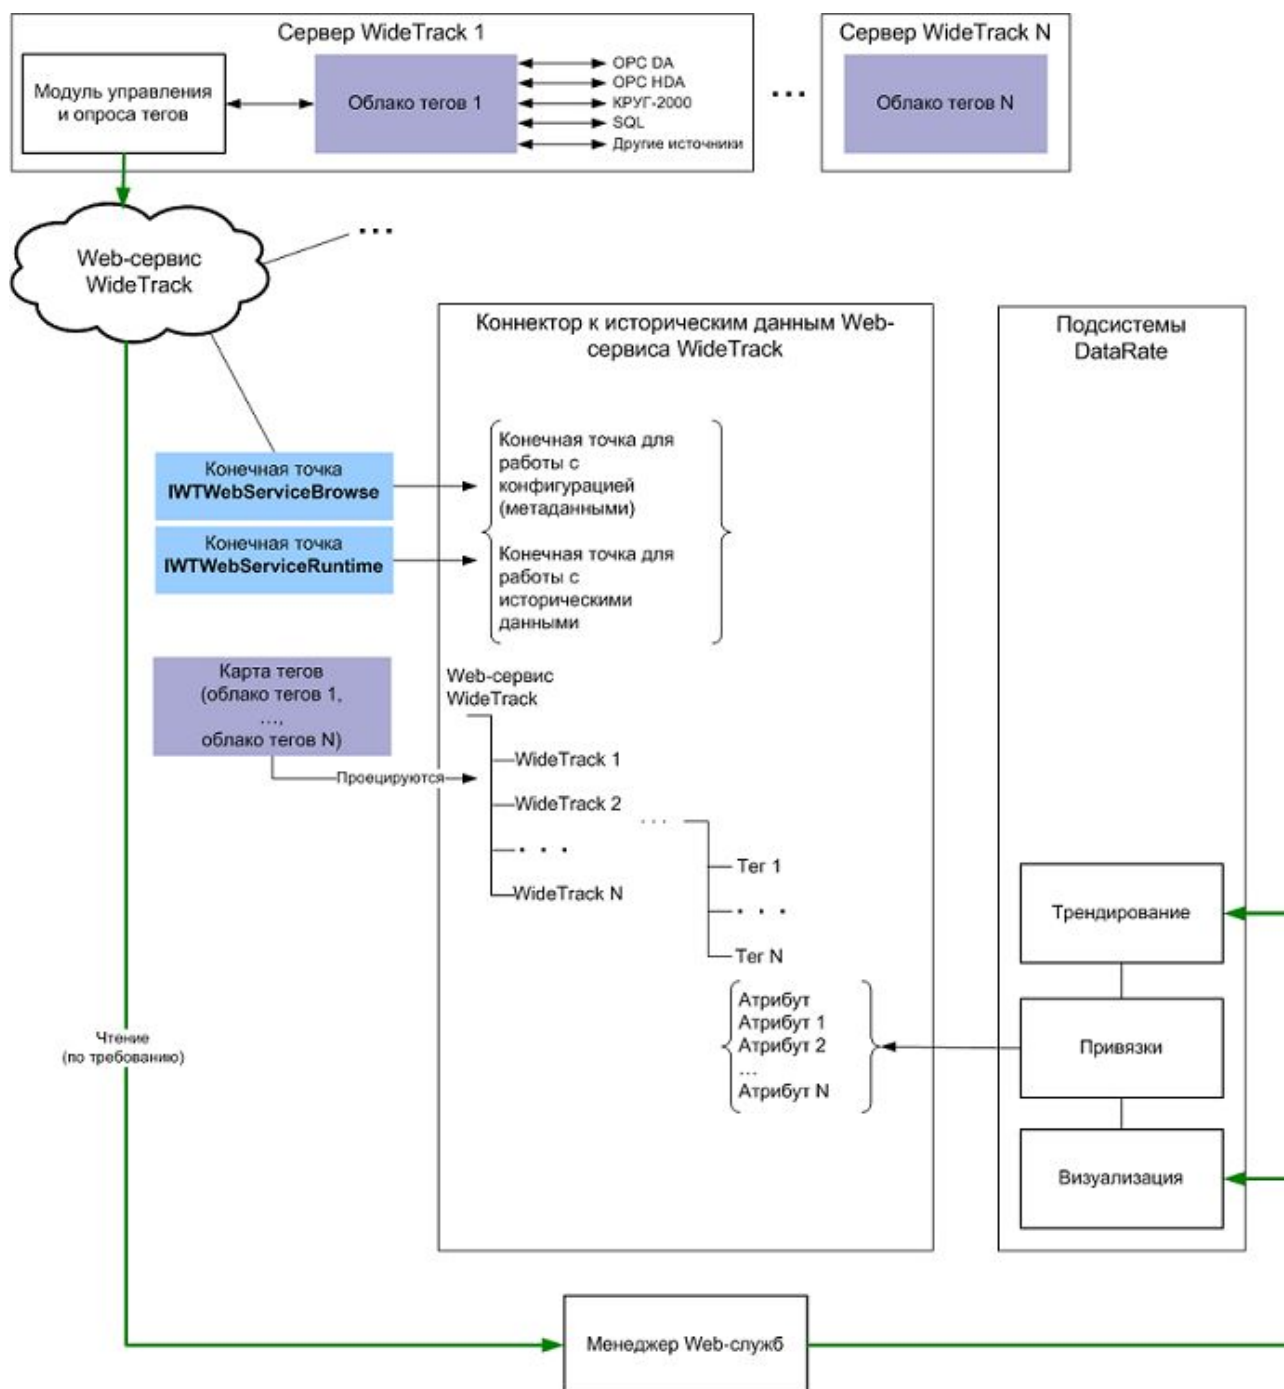 Сервер WideTrack 1
Сервер WideTrack N
Модуль управления
и опроса тегов
Облако тегов 1
OPC DA
OPC HDA
КРУГ-2000
SQL
Другие источники
...
Облако тегов N
Web-сервис
WideTrack
...
Коннектор к историческим данным Web-
сервиса WideTrack
Подсистемы
DataRate
Конечная точка
IWTWebServiceBrowse
Конечная точка для
работы с
конфигурацией
(метаданными)
Конечная точка
IWTWebServiceRuntime
Конечная точка для
работы с
историческими
данными
Карта тегов
(облако тегов 1,
...,
облако тегов N)
Проецируются
Web-сервис
WideTrack
WideTrack 1
WideTrack 2
. . .
WideTrack N
...
Тег 1
. . .
Тег N
Атрибут
Атрибут 1
Атрибут 2
...
Атрибут N
Трендирование
Привязки
Визуализация
Чтение
(по требованию)
Менеджер Web-служб